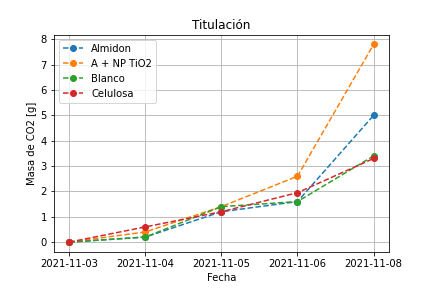 Titulación
8
7
6
5
4
3
2
1
0
Masa de CO2 [g]
Almidon
A + NP TiO2
Blanco
Celulosa
2021-11-03 2021-11-04 2021-11-05 2021-11-06 2021-11-08
Fecha